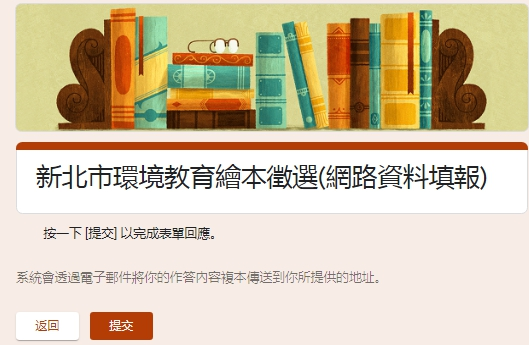 新北市環境教育繪本徵選(網路資料填報)
按一下 [提交] 以完成表單回應。
系統會透過電子郵件將你的作答內容複本傳送到你所提供的地址。
返回
提交